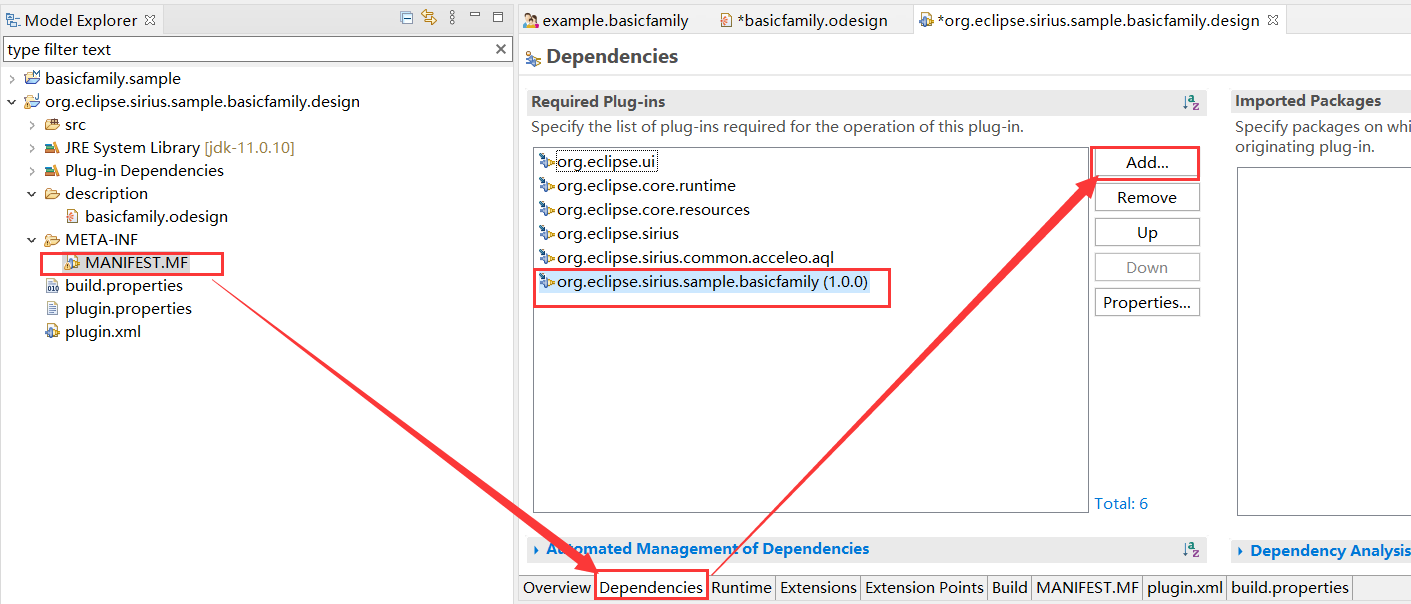 Model Explorer
type filter text
basicfamily.sample
org.eclipse.sirius.sample.basicfamily.design
src
JRE System Library [jdk-11.0.10]
Plug-in Dependencies
description
basicfamily.odesign
META-INF
MANIFEST.MF
build.properties
plugin.properties
plugin.xml
example.basicfamily
*basicfamily.odesign
*org.eclipse.sirius.sample.basicfamily.design
Dependencies
Required Plug-ins
Specify the list of plug-ins required for the operation of this plug-in.
org.eclipse.ui
org.eclipse.core.runtime
org.eclipse.core.resources
org.eclipse.sirius
org.eclipse.sirius.common.acceleo.aql
org.eclipse.sirius.sample.basicfamily (1.0.0)
Add...
Remove
Up
Down
Properties...
Total: 6
Imported Packages
Specify packages on whi
originating plug-in.
Automated Management of Dependencies
Dependency Analysis
Overview Dependencies Runtime Extensions Extension Points Build MANIFEST.MF plugin.xml build.properties